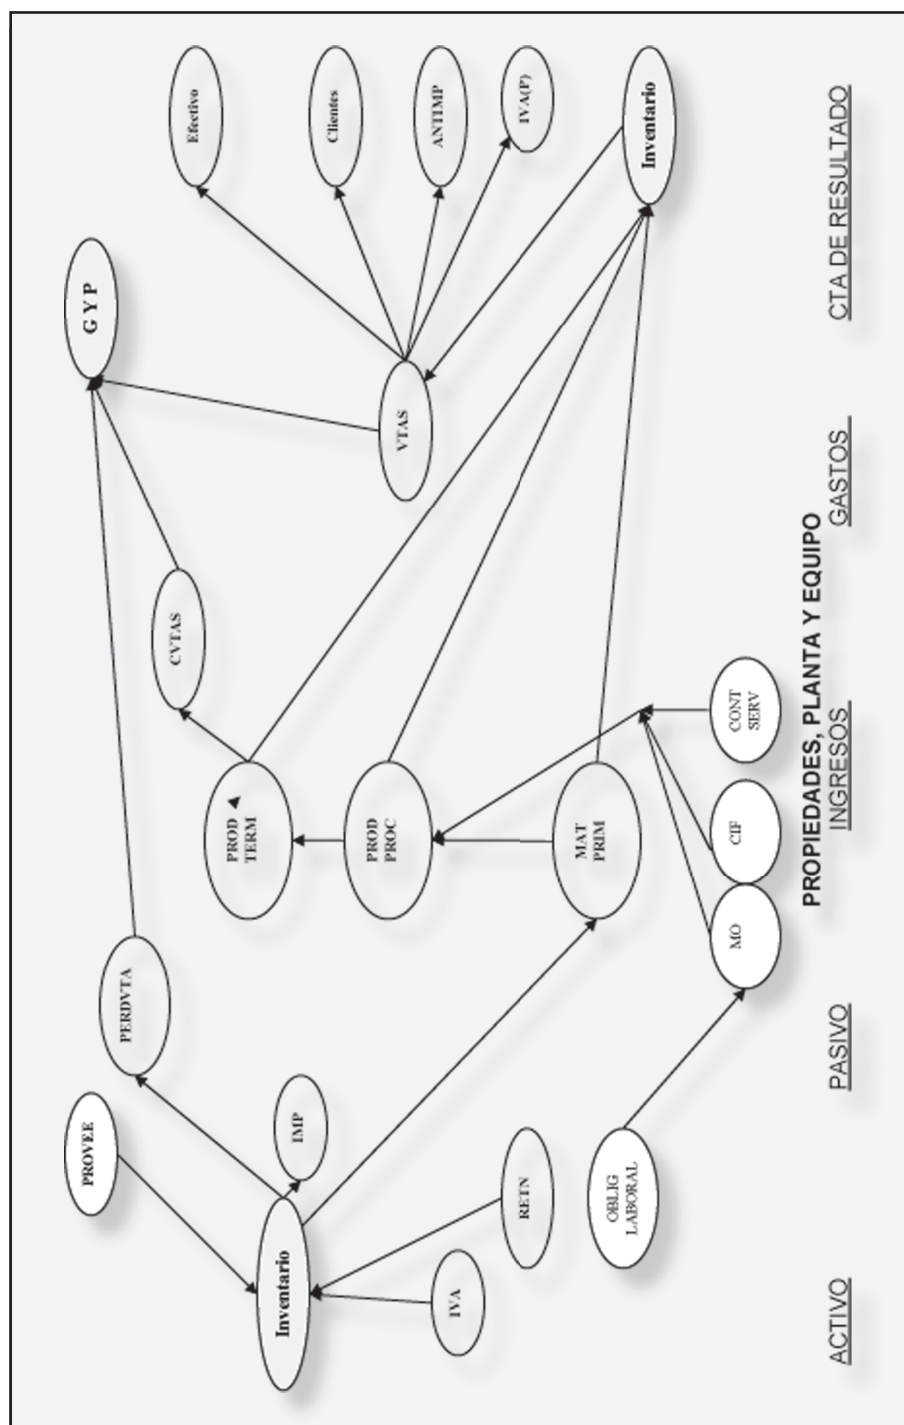 PROVEE
PERDVTA
G Y P
CVTAS
Efectivo
Inventario
IMP
PROD
TERM
Clientes
PROD
PROC
VTAS
ANTIMP
IVA
RETN
IVA(P)
OBLIG
LABORAL
MAT
PRIM
Inventario
MO
CIF
CONT
SERV
PROPIEDADES, PLANTA Y EQUIPO
ACTIVO
PASIVO
INGRESOS
GASTOS
CTA DE RESULTADO